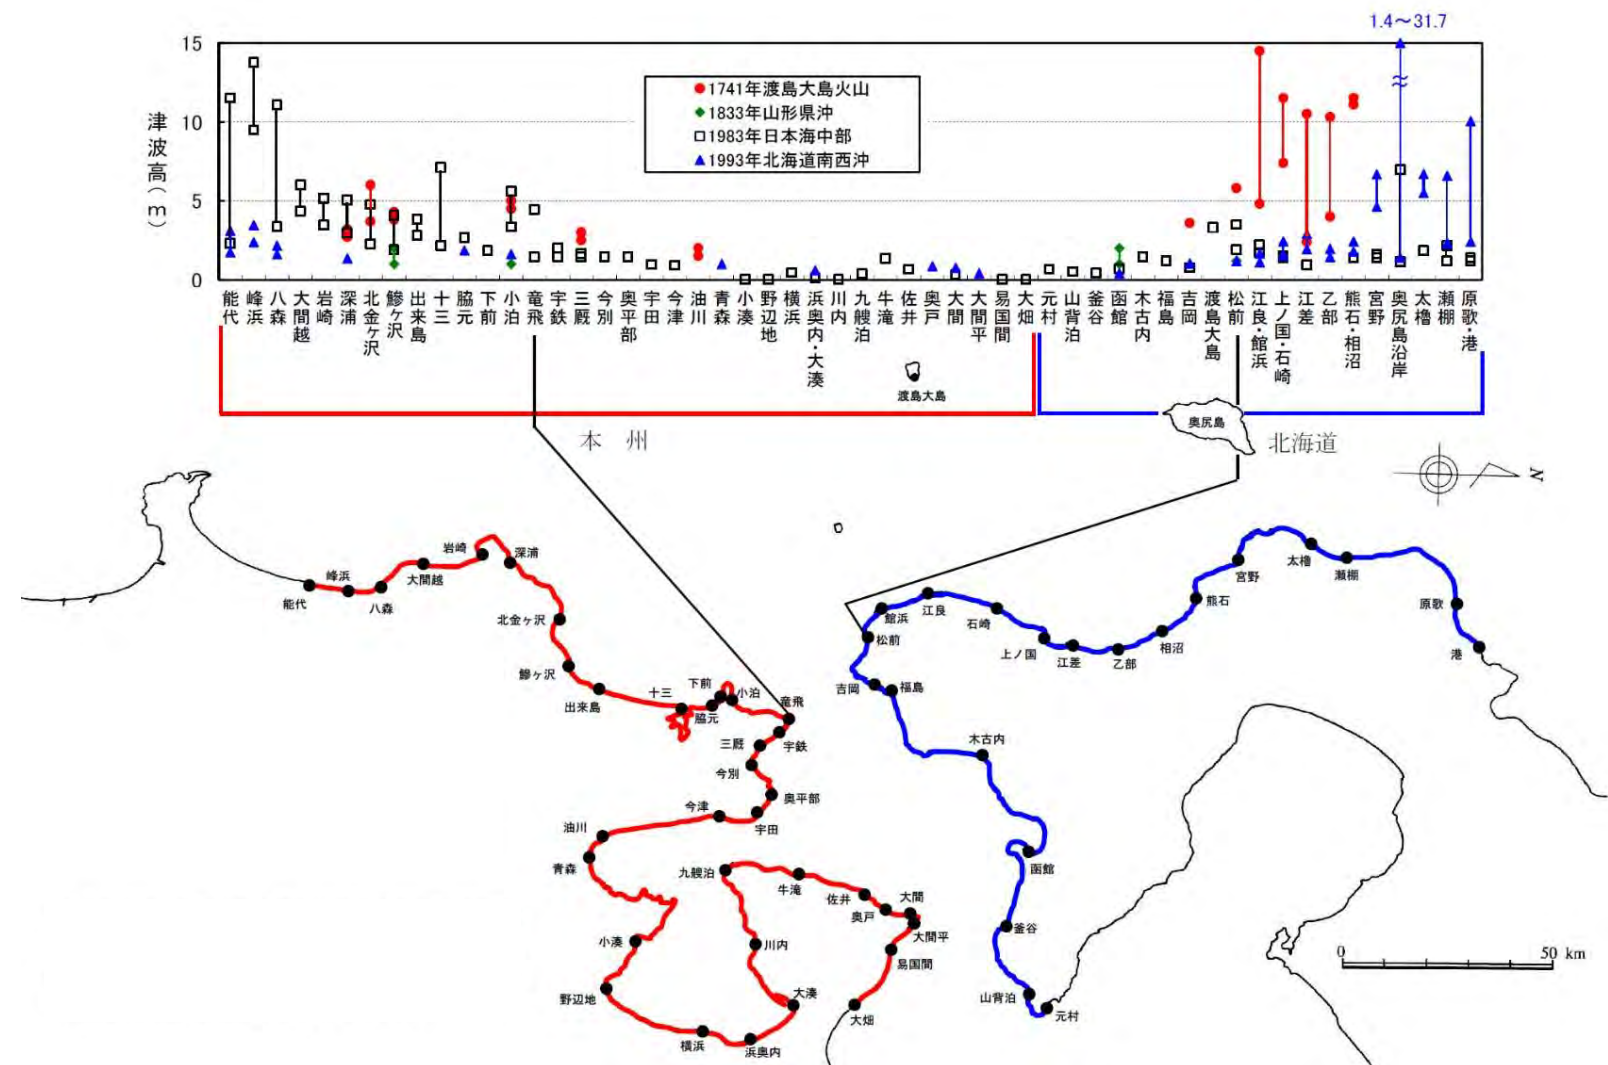 1.4～31.7
15
10
5
0
津波高(m)
1741年渡島大島火山
1833年山形県沖
1983年日本海中部
1993年北海道南西沖
能代
峰浜
八森
大間越
岩崎
深浦
北金ヶ沢
鰺ヶ沢
出来島
十三
脇元
下前
小泊
竜飛
宇鉄
三厩
今別
奥平部
宇田
今津
油川
青森
小湊
野辺地
横浜
浜奥内・大湊
川内
九艘泊
牛滝
佐井
奥戸
大間
大間平
易国間
大畑
元村
山背泊
釜谷
函館
木古内
福島
吉岡
渡島大島
松前
江良・館浜
上ノ国・石崎
江差
乙部
熊石・相沼
宮野
奥尻島沿岸
太櫓
瀬棚
原歌・港
渡島大島
本 州
奥尻島
北海道
N
能代
峰浜
八森
大間越
岩崎
深浦
北金ヶ沢
鰺ヶ沢
出来島
十三
脇元
下前
小泊
竜飛
宇鉄
三厩
今別
奥平部
宇田
今津
油川
青森
小湊
野辺地
横浜
浜奥内
大湊
川内
九艘泊
牛滝
佐井
奥戸
大間
大間平
易国間
大畑
館浜
江良
石崎
松前
上ノ国
江差
乙部
相沼
熊石
宮野
太櫓
瀬棚
原歌
港
吉岡
福島
木古内
函館
釜谷
山背泊
元村
0 50 km